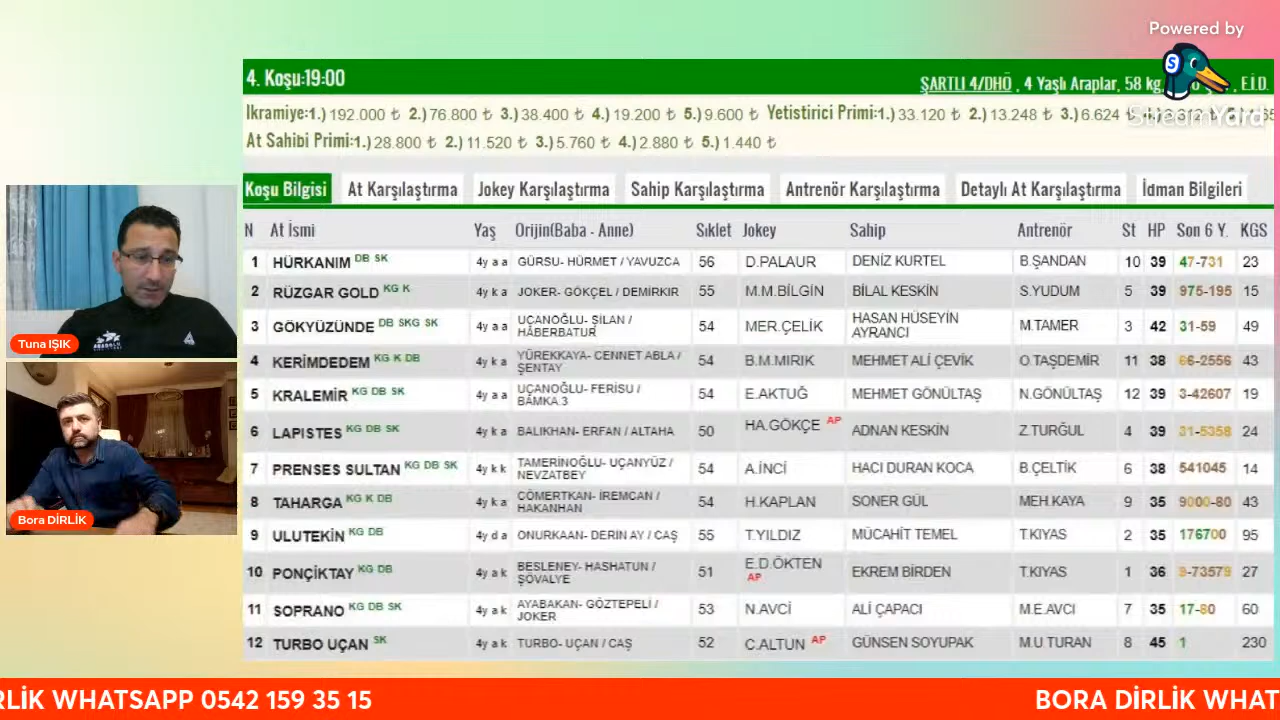 Powered by
StreamYard
4. Koşu:19:00
ŞARTLI 4/DHÖ , 4 Yaşlı Araplar, 58 kg, E.İ.D.
Ikramiye:1.) 192.000 ₺ 2.) 76.800 ₺ 3.) 38.400 ₺ 4.) 19.200 ₺ 5.) 9.600 ₺ Yetistirici Primi:1.) 33.120 ₺ 2.) 13.248 ₺ 3.) 6.624 ₺
At Sahibi Primi:1.) 28.800 ₺ 2.) 11.520 ₺ 3.) 5.760 ₺ 4.) 2.880 ₺ 5.) 1.440 ₺
Koşu Bilgisi At Karşılaştırma Jokey Karşılaştırma Sahip Karşılaştırma Antrenör Karşılaştırma Detaylı At Karşılaştırma İdman Bilgileri
N At İsmi Yaş Orijin(Baba - Anne) Sıklet Jokey Sahip Antrenör St HP Son 6 Y. KGS
1 HÜRKANIM DB SK 4y a a GÜRSU- HÜRMET / YAVUZCA 56 D.PALAUR DENİZ KURTEL B.ŞANDAN 10 39 47-731 23
2 RÜZGAR GOLD KG K 4y k a JOKER- GÖKÇEL / DEMİRKIR 55 M.M.BİLGİN BİLAL KESKİN S.YUDUM 5 39 975-195 15
3 GÖKYÜZÜNDE DB SKG SK 4y a a UÇANOĞLU- ŞİLAN / HÂBERBATUR 54 MER.ÇELİK HASAN HÜSEYİN AYRANCI M.TAMER 3 42 31-59 49
4 KERİMDEDEM KG K DB 4y k a YÜREKKAYA- CENNET ABLA / ŞENTAY 54 B.M.MIRIK MEHMET ALİ ÇEVİK O.TAŞDEMİR 11 38 66-2556 43
5 KRALEMİR KG DB SK 4y a a UÇANOĞLU- FERİSU / BAMKA.3 54 E.AKTUĞ MEHMET GÖNÜLTAŞ N.GÖNÜLTAŞ 12 39 3-42607 19
6 LAPISTES KG DB SK 4y k a BALIKHAN- ERFAN / ALTAHA 50 HA.GÖKÇE AP ADNAN KESKİN Z.TURĞUL 4 39 31-5358 24
7 PRENSES SULTAN KG DB SK 4y k k TAMERİNOĞLU- UÇANYÜZ / NEVZATBEY 54 A.İNCİ HACI DURAN KOCA B.ÇELTİK 6 38 541045 14
8 TAHARGA KG K DB 4y k a CÖMERTKAN- İREMCAN / HAKANHAN 54 H.KAPLAN SONER GÜL MEH.KAYA 9 35 9000-80 43
9 ULUTEKİN KG DB 4y d a ONURKAAN- DERİN AY / CAŞ 55 T.YILDIZ MÜCAHİT TEMEL T.KIYAS 2 35 176700 95
10 PONÇİKTAY KG DB 4y a k BESLENEY- HASHATUN / ŞÖVALYE 51 E.D.ÖKTEN AP EKREM BİRDEN T.KIYAS 1 36 9-73579 27
11 SOPRANO KG DB SK 4y a k AYABAKAN- GÖZTEPELİ / JOKER 53 N.AVCİ ALİ ÇAPACI M.E.AVCI 7 35 17-80 60
12 TURBO UÇAN SK 4y a k TURBO- UÇAN / CAŞ 52 C.ALTUN AP GÜNSEN SOYUPAK M.U.TURAN 8 45 1 230
Tuna IŞIK
Bora DİRLİK
RLİK WHATSAPP 0542 159 35 15
BORA DİRLİK WHAT